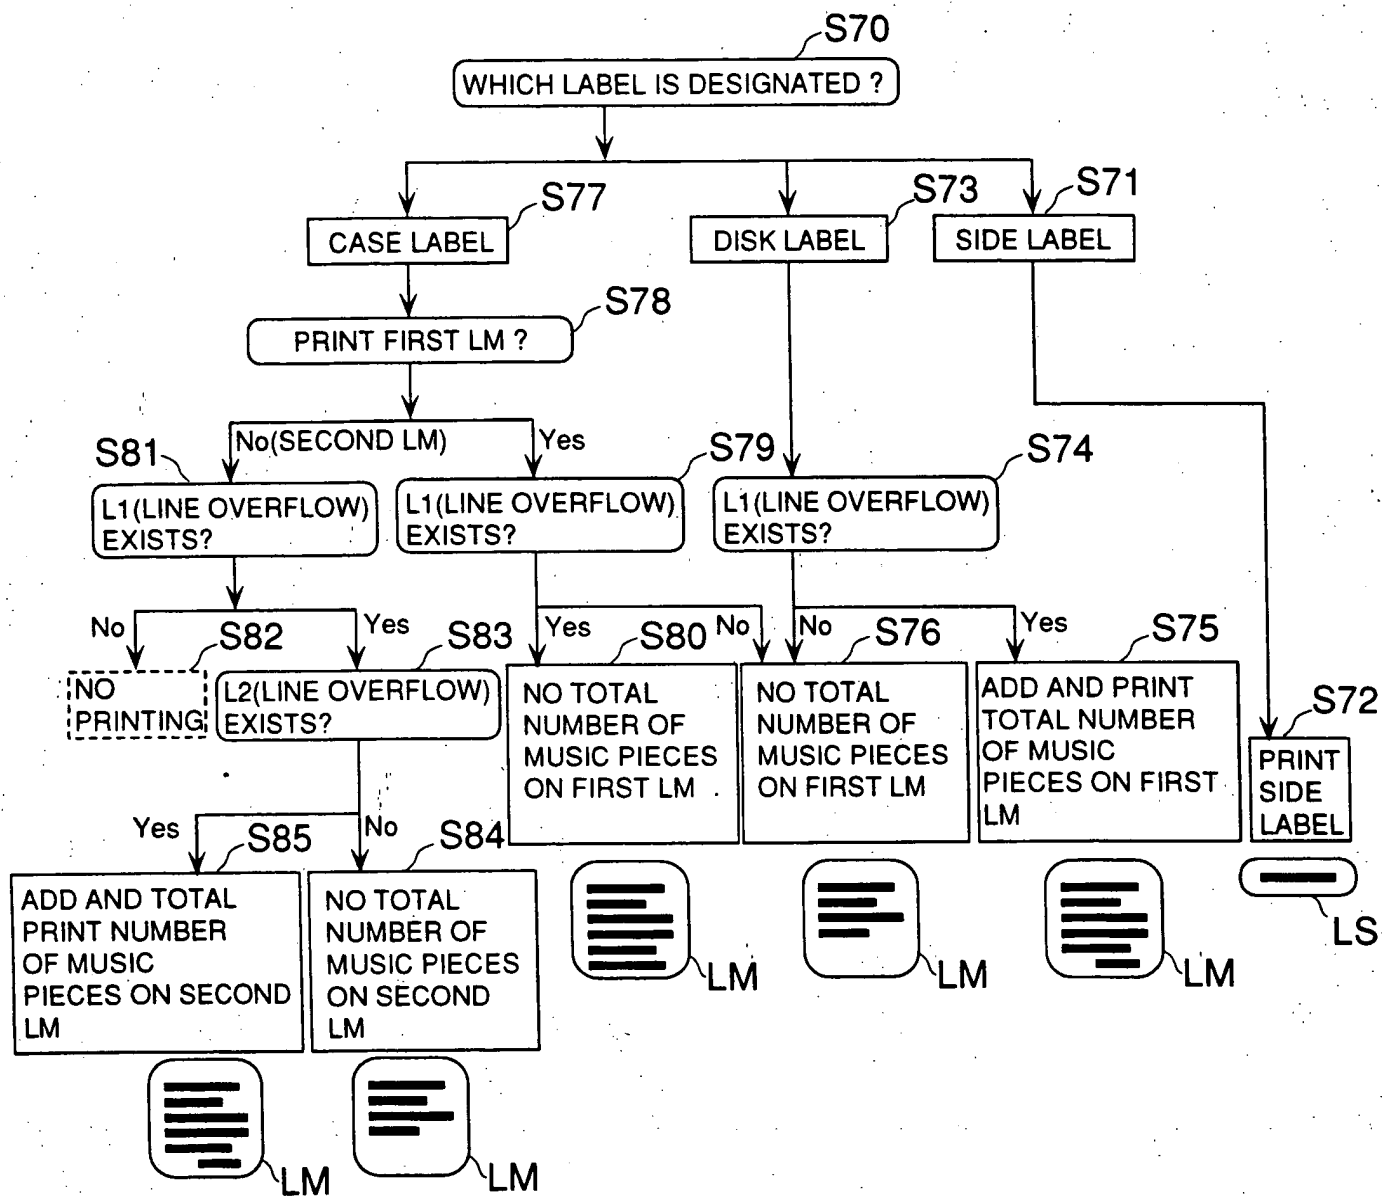 S70
WHICH LABEL IS DESIGNATED ?
S77
S73
S71
CASE LABEL
DISK LABEL
SIDE LABEL
S78
PRINT FIRST LM ?
No(SECOND LM)
Yes
S81
S79
S74
L1(LINE OVERFLOW)
EXISTS?
L1(LINE OVERFLOW)
EXISTS?
L1(LINE OVERFLOW)
EXISTS?
No
S82
Yes
S83
Yes
S80
No
No
S76
Yes
S75
NO
PRINTING
L2(LINE OVERFLOW)
EXISTS?
NO TOTAL
NUMBER OF
MUSIC PIECES
ON FIRST LM
NO TOTAL
NUMBER OF
MUSIC PIECES
ON FIRST LM
ADD AND PRINT
TOTAL NUMBER
OF MUSIC
PIECES ON FIRST
LM
S72
PRINT
SIDE
LABEL
Yes
S85
No
S84
ADD AND TOTAL
PRINT NUMBER
OF MUSIC
PIECES ON SECOND
LM
NO TOTAL
NUMBER OF
MUSIC PIECES
ON SECOND
LM
LM
LM
LM
LS
LM
LM